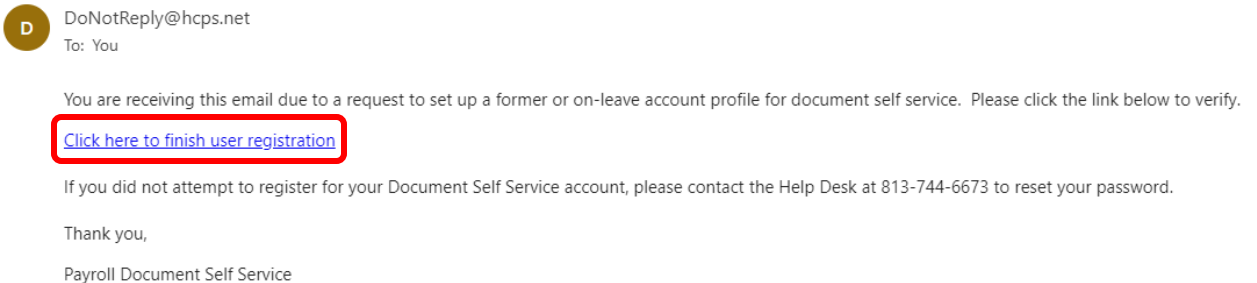 D
DoNotReply@hcps.net
To: You
You are receiving this email due to a request to set up a former or on-leave account profile for document self service.  Please click the link below to verify.
Click here to finish user registration
If you did not attempt to register for your Document Self Service account, please contact the Help Desk at 813-744-6673 to reset your password.
Thank you,
Payroll Document Self Service